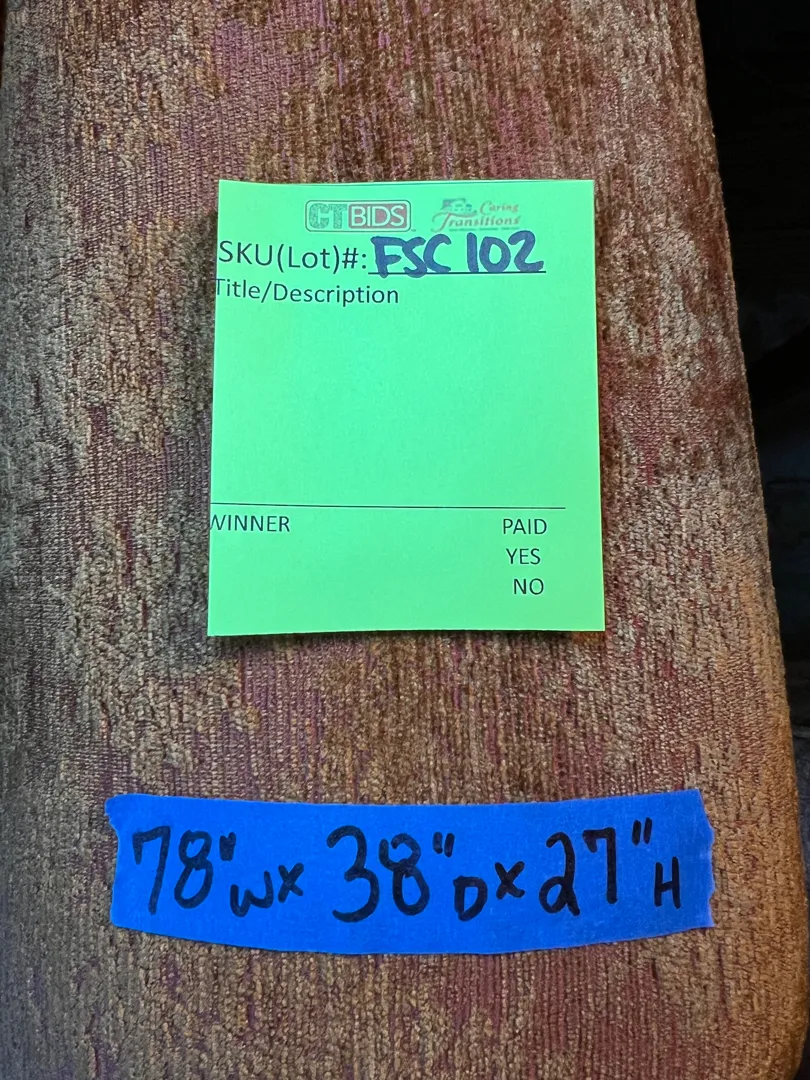 CTBIDS
Caring
Transitions
SKU(Lot)#: FSC 102
Title/Description
WINNER PAID
YES
NO
78"W x 38"D x 27"H